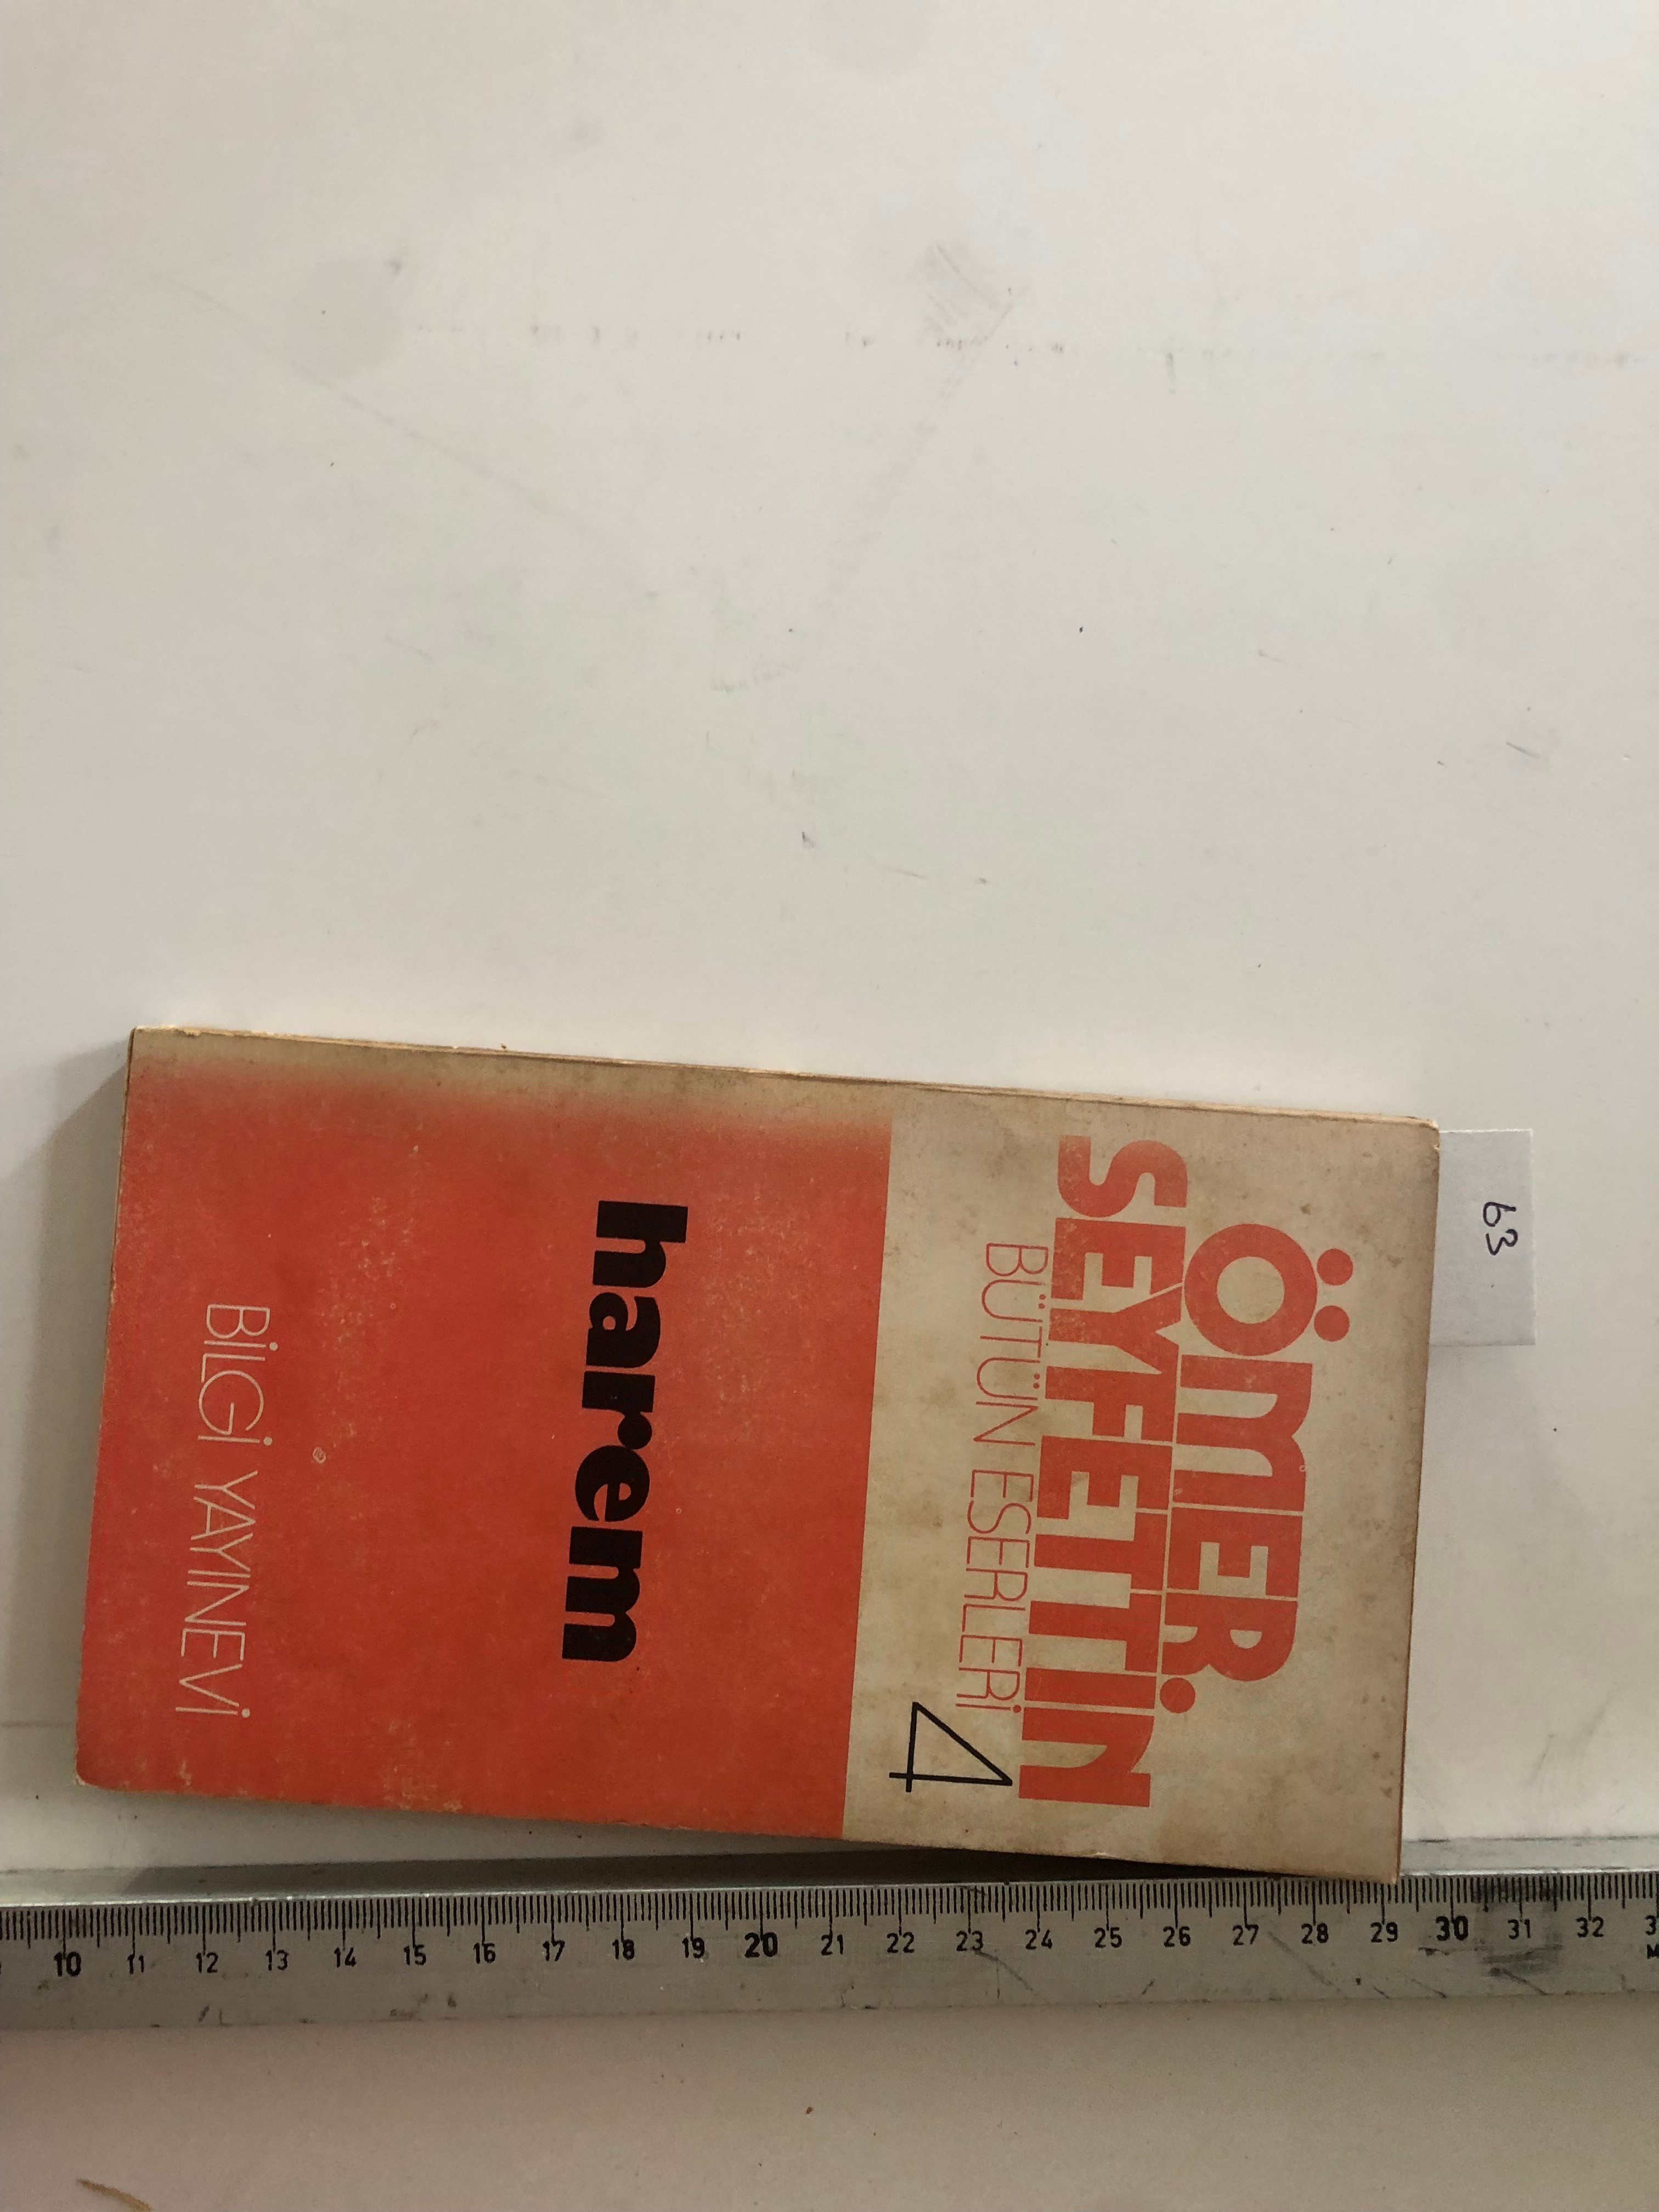 63
ÖMER
SEYFETTİN
BÜTÜN ESERLERİ
4
harem
BİLGİ YAYINEVİ
10 11 12 13 14 15 16 17 18 19 20 21 22 23 24 25 26 27 28 29 30 31 32